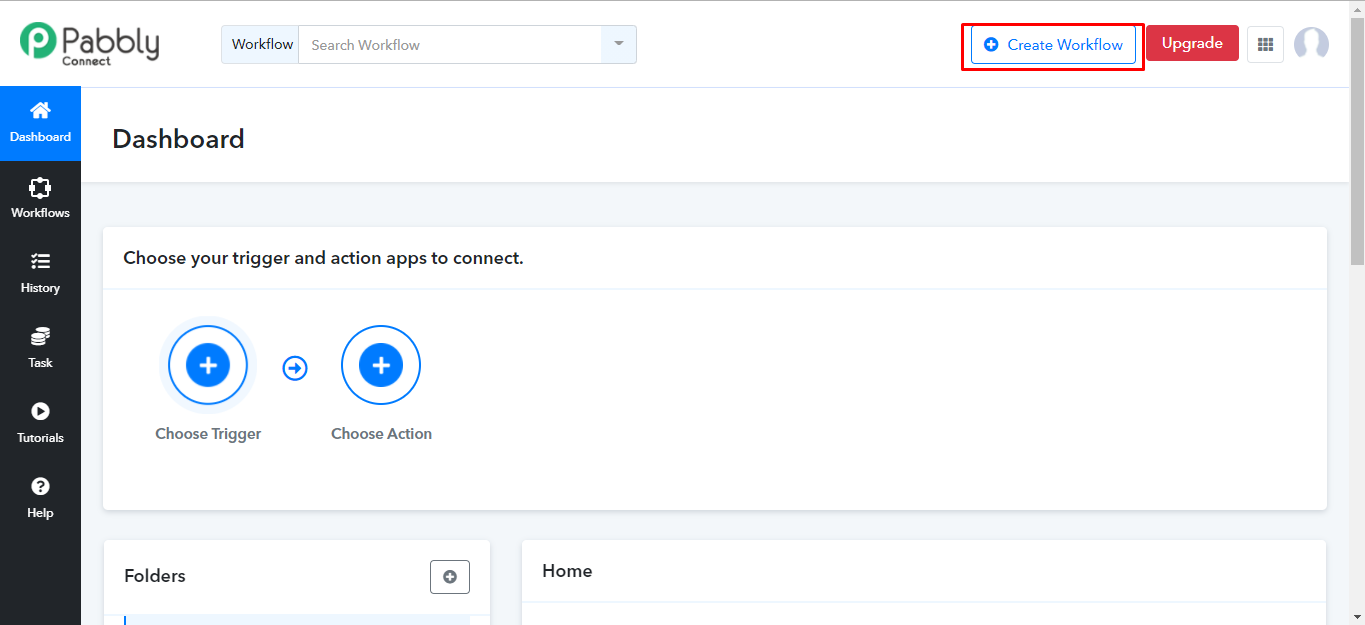 Pabbly
Connect
Workflow
Search Workflow
Create Workflow
Upgrade
Dashboard
Workflows
History
Task
Tutorials
Help
Dashboard
Choose your trigger and action apps to connect.
Choose Trigger
Choose Action
Folders
Home